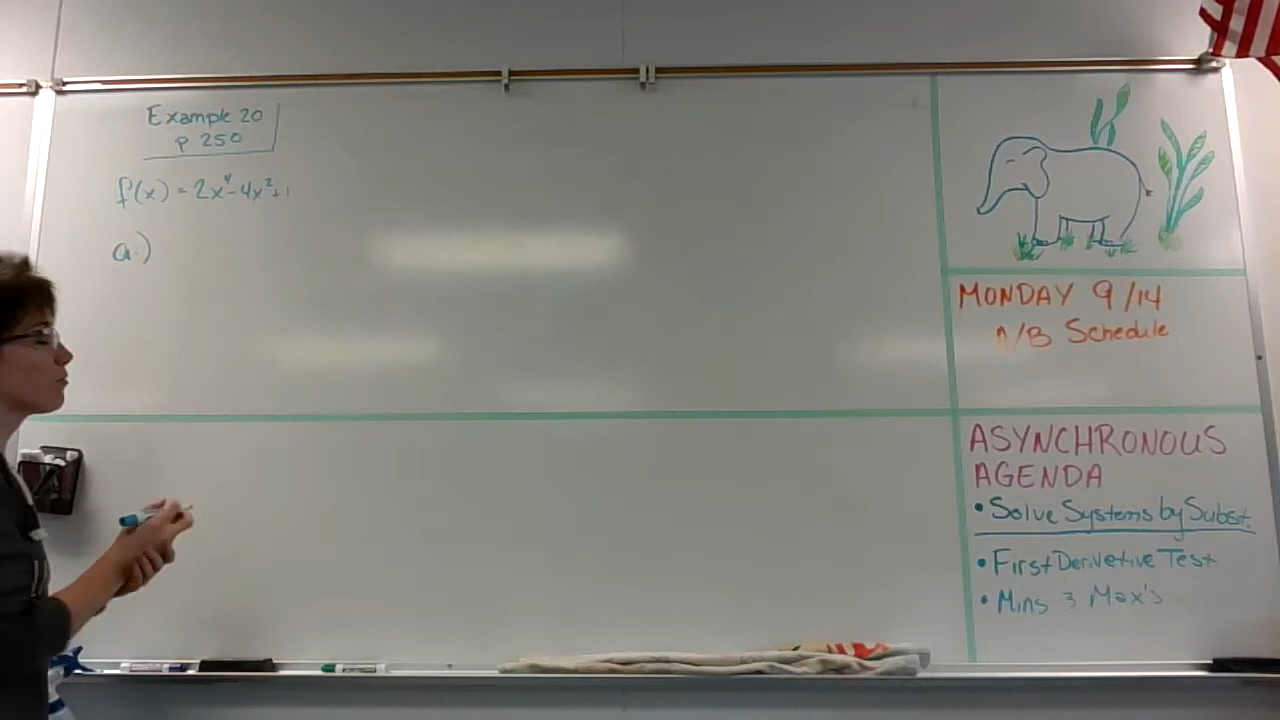 Example 20
p 250
f(x) = 2x⁴-4x²+1
a.)
MONDAY 9/14
A/B Schedule
ASYNCHRONOUS
AGENDA
• Solve Systems by Subst.
• First Derivetive Test
• Mins & Max's